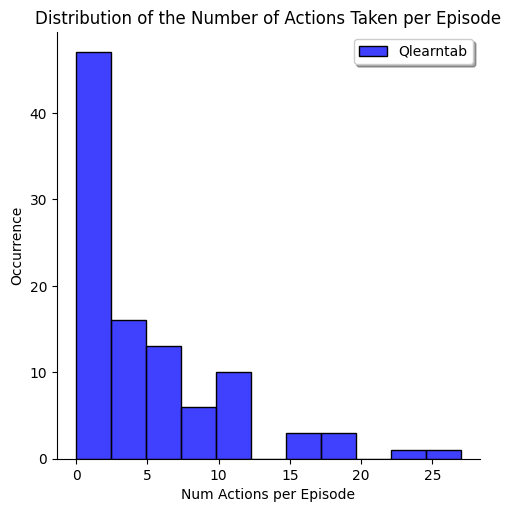 Distribution of the Number of Actions Taken per Episode
Qlearntab
40
30
20
10
0
Occurrence
0 5 10 15 20 25
Num Actions per Episode